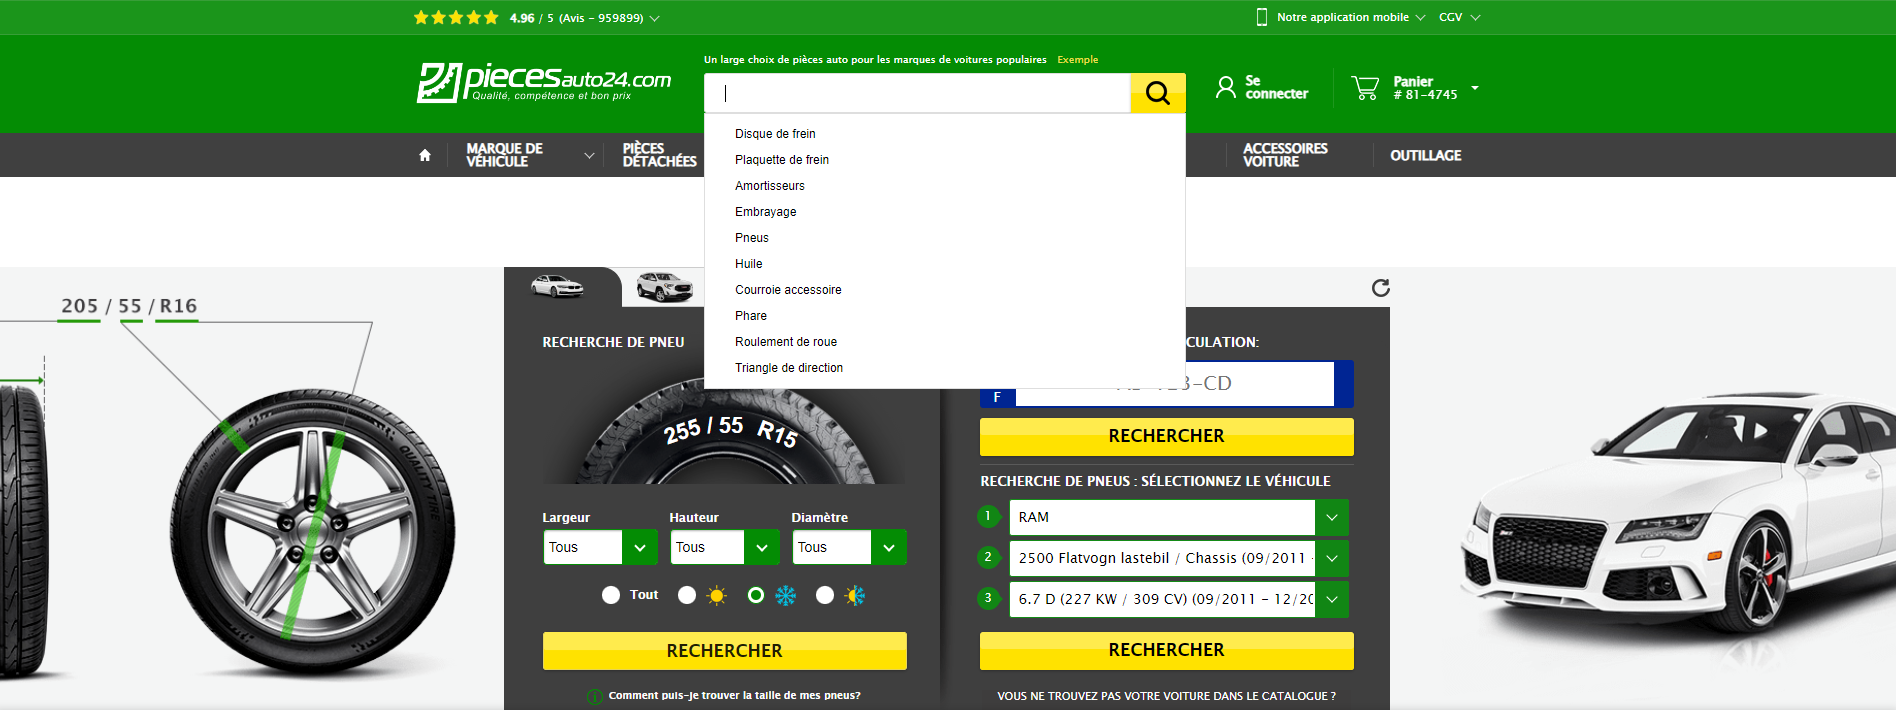 4.96 / 5 (Avis - 959899)
Notre application mobile
CGV
Un large choix de pièces auto pour les marques de voitures populaires Exemple
piecesauto24.com
Qualité, compétence et bon prix
Se
connecter
Panier
# 81-4745
MARQUE DE
VÉHICULE
PIÈCES
DÉTACHÉES
ACCESSOIRES
VOITURE
OUTILLAGE
Disque de frein
Plaquette de frein
Amortisseurs
Embrayage
Pneus
Huile
Courroie accessoire
Phare
Roulement de roue
Triangle de direction
205 / 55 / R16
QUALITY TIRE
RECHERCHE DE PNEU
255 / 55 R15
Largeur
Hauteur
Diamètre
Tous
Tous
Tous
Tout
RECHERCHER
Comment puis-je trouver la taille de mes pneus?
CULATION:
F
-CD
RECHERCHER
RECHERCHE DE PNEUS : SÉLECTIONNEZ LE VÉHICULE
1 RAM
2 2500 Flatvogn lastebil / Chassis (09/2011 -
3 6.7 D (227 KW / 309 CV) (09/2011 - 12/20
RECHERCHER
VOUS NE TROUVEZ PAS VOTRE VOITURE DANS LE CATALOGUE ?